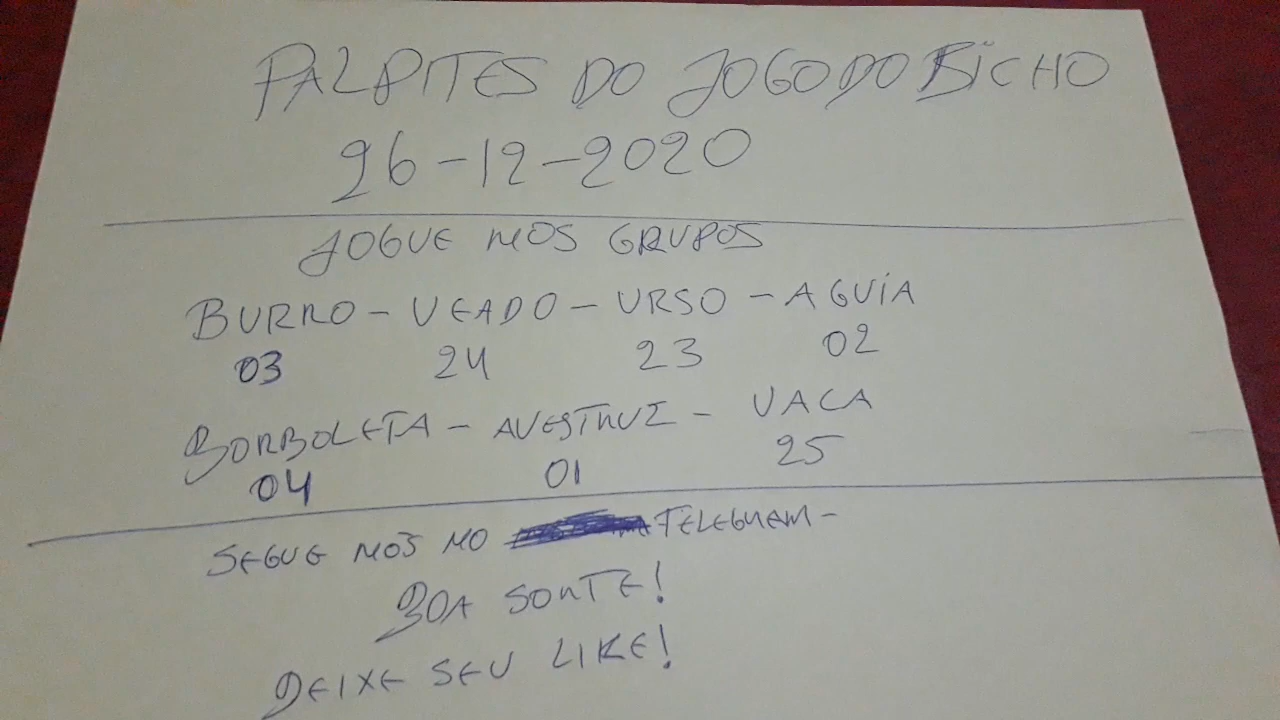 PALPITES DO JOGO DO BICHO
26-12-2020
JOGUE NOS GRUPOS
BURRO - VEADO - URSO - AGUIA
03 24 23 02
BORBOLETA - AVESTRUZ - VACA
04 01 25
SEGUE NOS NO TELEGRAM -
BOA SORTE!
DEIXE SEU LIKE!